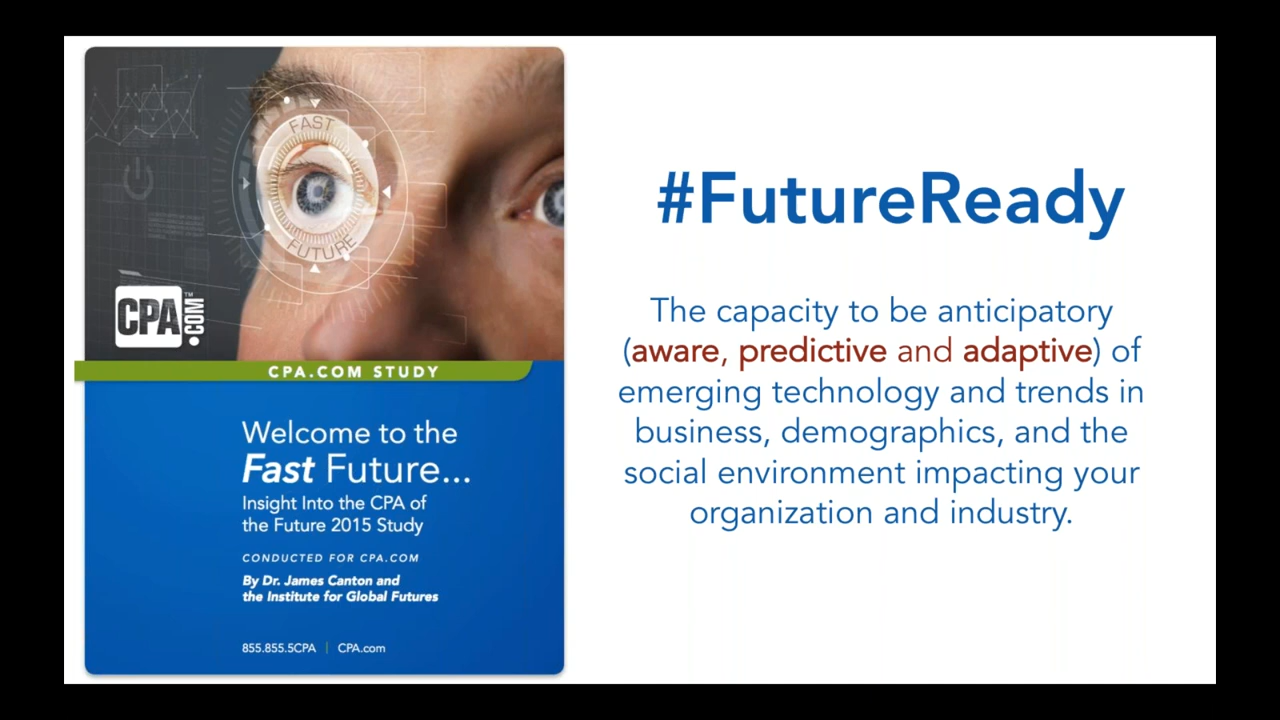 FAST
FUTURE
CPA
.COM
™
CPA.COM STUDY
Welcome to the
Fast Future...
Insight Into the CPA of
the Future 2015 Study
CONDUCTED FOR CPA.COM
By Dr. James Canton and
the Institute for Global Futures
855.855.5CPA | CPA.com
#FutureReady
The capacity to be anticipatory
(aware, predictive and adaptive) of
emerging technology and trends in
business, demographics, and the
social environment impacting your
organization and industry.